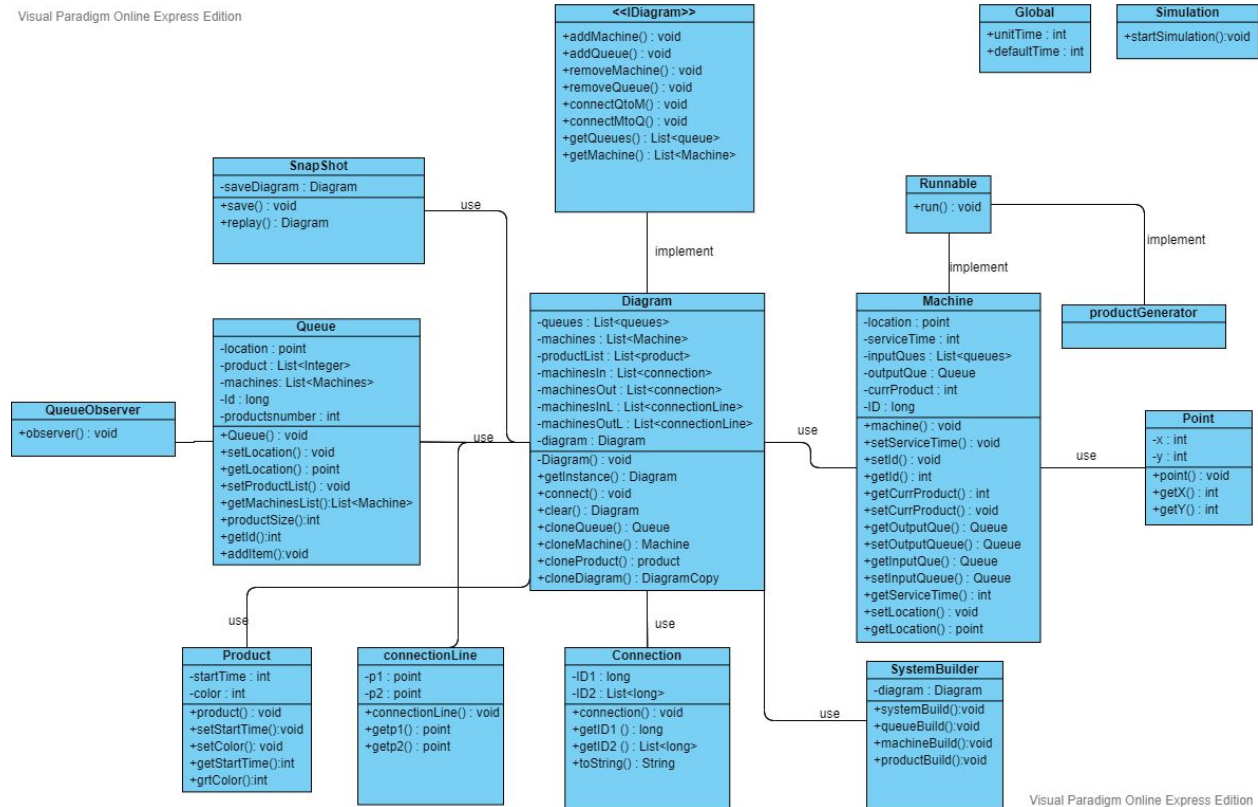 Visual Paradigm Online Express Edition
<<IDiagram>>
+addMachine() : void
+addQueue() : void
+removeMachine() : void
+removeQueue() : void
+connectQtoM() : void
+connectMtoQ() : void
+getQueues() : List<queue>
+getMachine() : List<Machine>
Global
+unitTime : int
+defaultTime : int
Simulation
+startSimulation():void
SnapShot
-saveDiagram : Diagram
+save() : void
+replay() : Diagram
use
implement
Runnable
+run() : void
implement
implement
productGenerator
QueueObserver
+observer() : void
Queue
-location : point
-product : List<Integer>
-machines: List<Machines>
-Id : long
-productsnumber : int
+Queue() : void
+setLocation() : void
+getLocation() : point
+setProductList() : void
+getMachinesList():List<Machine>
+productSize():int
+getId():int
+addItem():void
use
Diagram
-queues : List<queues>
-machines : List<Machine>
-productList : List<product>
-machinesIn : List<connection>
-machinesOut : List<connection>
-machinesInL : List<connectionLine>
-machinesOutL : List<connectionLine>
-diagram : Diagram
-Diagram() : void
+getInstance() : Diagram
+connect() : void
+clear() : Diagram
+cloneQueue() : Queue
+cloneMachine() : Machine
+cloneProduct() : product
+cloneDiagram() : DiagramCopy
use
Machine
-location : point
-serviceTime : int
-inputQues : List<queues>
-outputQue : Queue
-currProduct : int
-ID : long
+machine() : void
+setServiceTime() : void
+setId() : void
+getId() : int
+getCurrProduct() : int
+setCurrProduct() : void
+getOutputQue() : Queue
+setOutputQueue() : Queue
+getInputQue() : Queue
+setInputQueue() : Queue
+getServiceTime() : int
+setLocation() : void
+getLocation() : point
use
Point
-x : int
-y : int
+point() : void
+getX() : int
+getY() : int
use
Product
-startTime : int
-color : int
+product() : void
+setStartTime():void
+setColor(): void
+getStartTime():int
+grtColor():int
connectionLine
-p1 : point
-p2 : point
+connectionLine() : void
+getp1() : point
+getp2() : point
use
Connection
-ID1 : long
-ID2 : List<long>
+connection() : void
+getID1 () : long
+getID2 () : List<long>
+toString() : String
use
SystemBuilder
-diagram : Diagram
+systemBuild():void
+queueBuild():void
+machineBuild():void
+productBuild():void
Visual Paradigm Online Express Edition